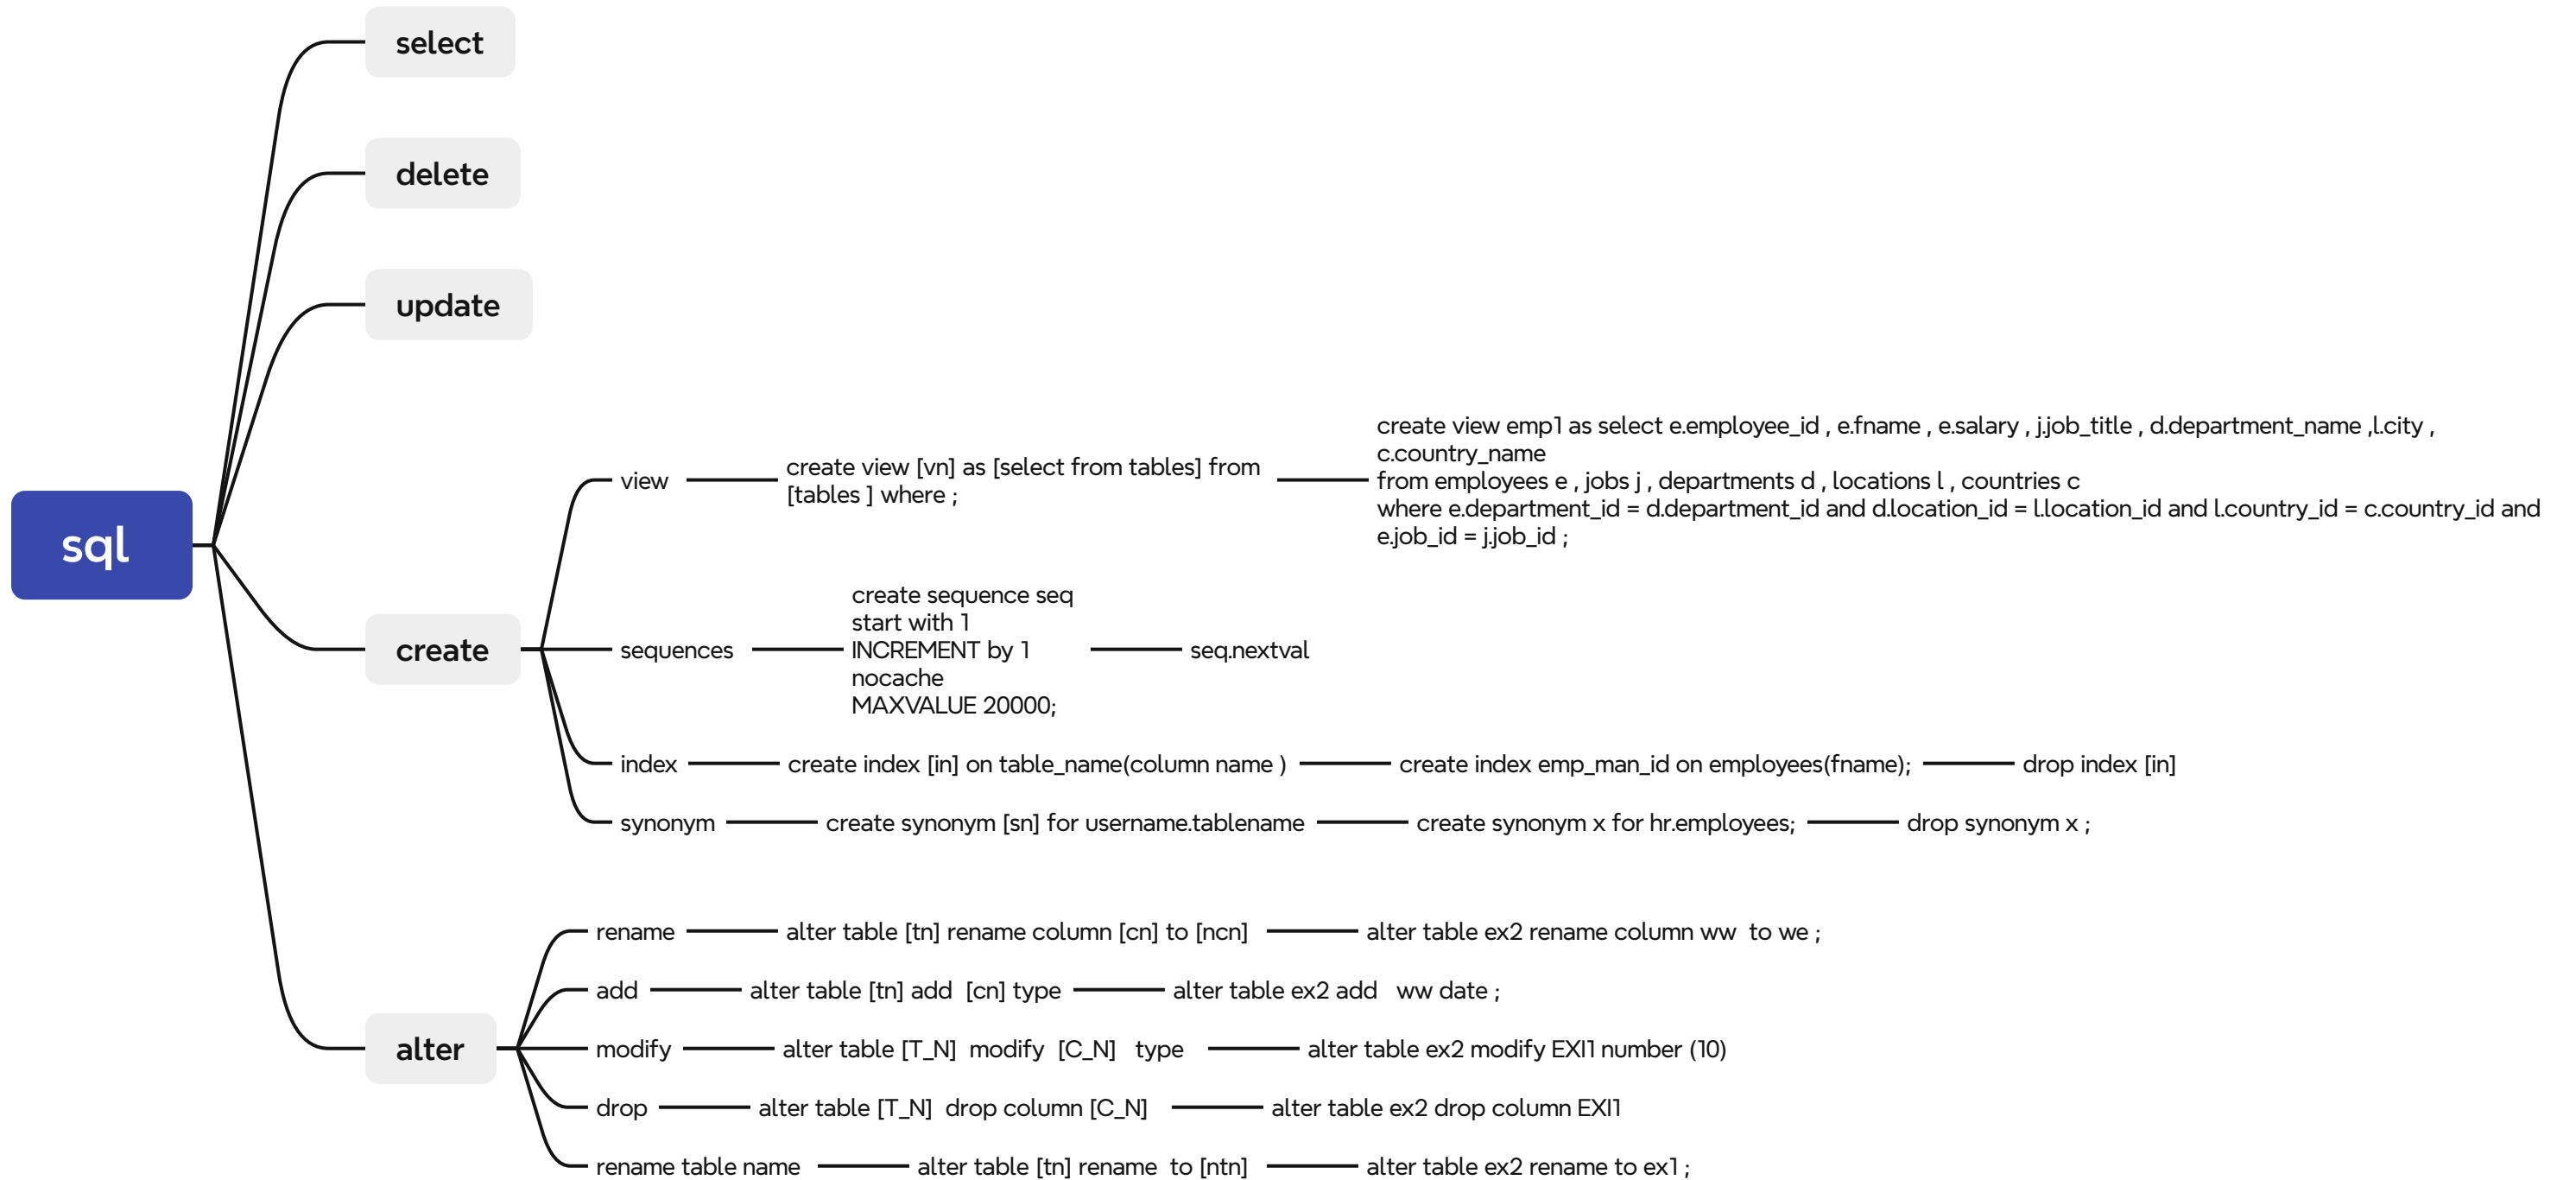 select
delete
update
sql
create
view
create view [vn] as [select from tables] from
[tables ] where ;
create view emp1 as select e.employee_id , e.fname , e.salary , j.job_title , d.department_name ,l.city ,
c.country_name
from employees e , jobs j , departments d , locations l , countries c
where e.department_id = d.department_id and d.location_id = l.location_id and l.country_id = c.country_id and
e.job_id = j.job_id ;
sequences
create sequence seq
start with 1
INCREMENT by 1
nocache
MAXVALUE 20000;
seq.nextval
index
create index [in] on table_name(column name )
create index emp_man_id on employees(fname);
drop index [in]
synonym
create synonym [sn] for username.tablename
create synonym x for hr.employees;
drop synonym x ;
alter
rename
alter table [tn] rename column [cn] to [ncn]
alter table ex2 rename column ww  to we ;
add
alter table [tn] add  [cn] type
alter table ex2 add   ww date ;
modify
alter table [T_N]  modify  [C_N]   type
alter table ex2 modify EXI1 number (10)
drop
alter table [T_N]  drop column [C_N]
alter table ex2 drop column EXI1
rename table name
alter table [tn] rename  to [ntn]
alter table ex2 rename to ex1 ;